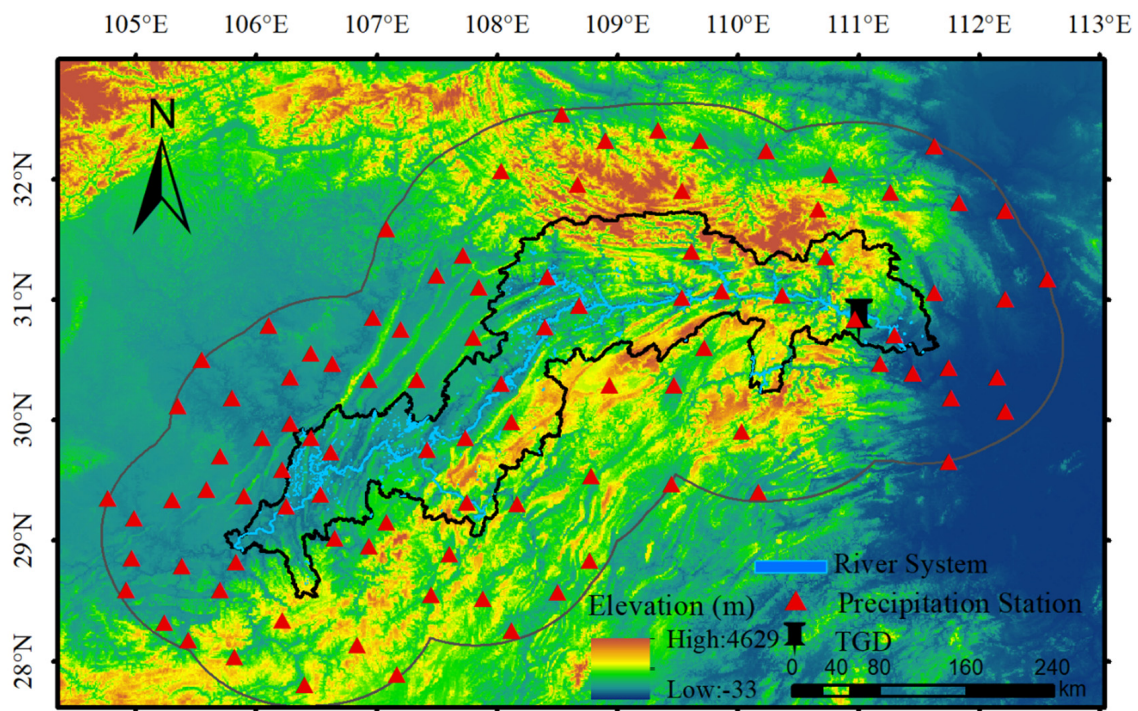 105°E 106°E 107°E 108°E 109°E 110°E 111°E 112°E 113°E
N
32°N
31°N
30°N
29°N
28°N
River System
Elevation (m)
Precipitation Station
High:4629
TGD
0 40 80 160 240
Low:-33
km